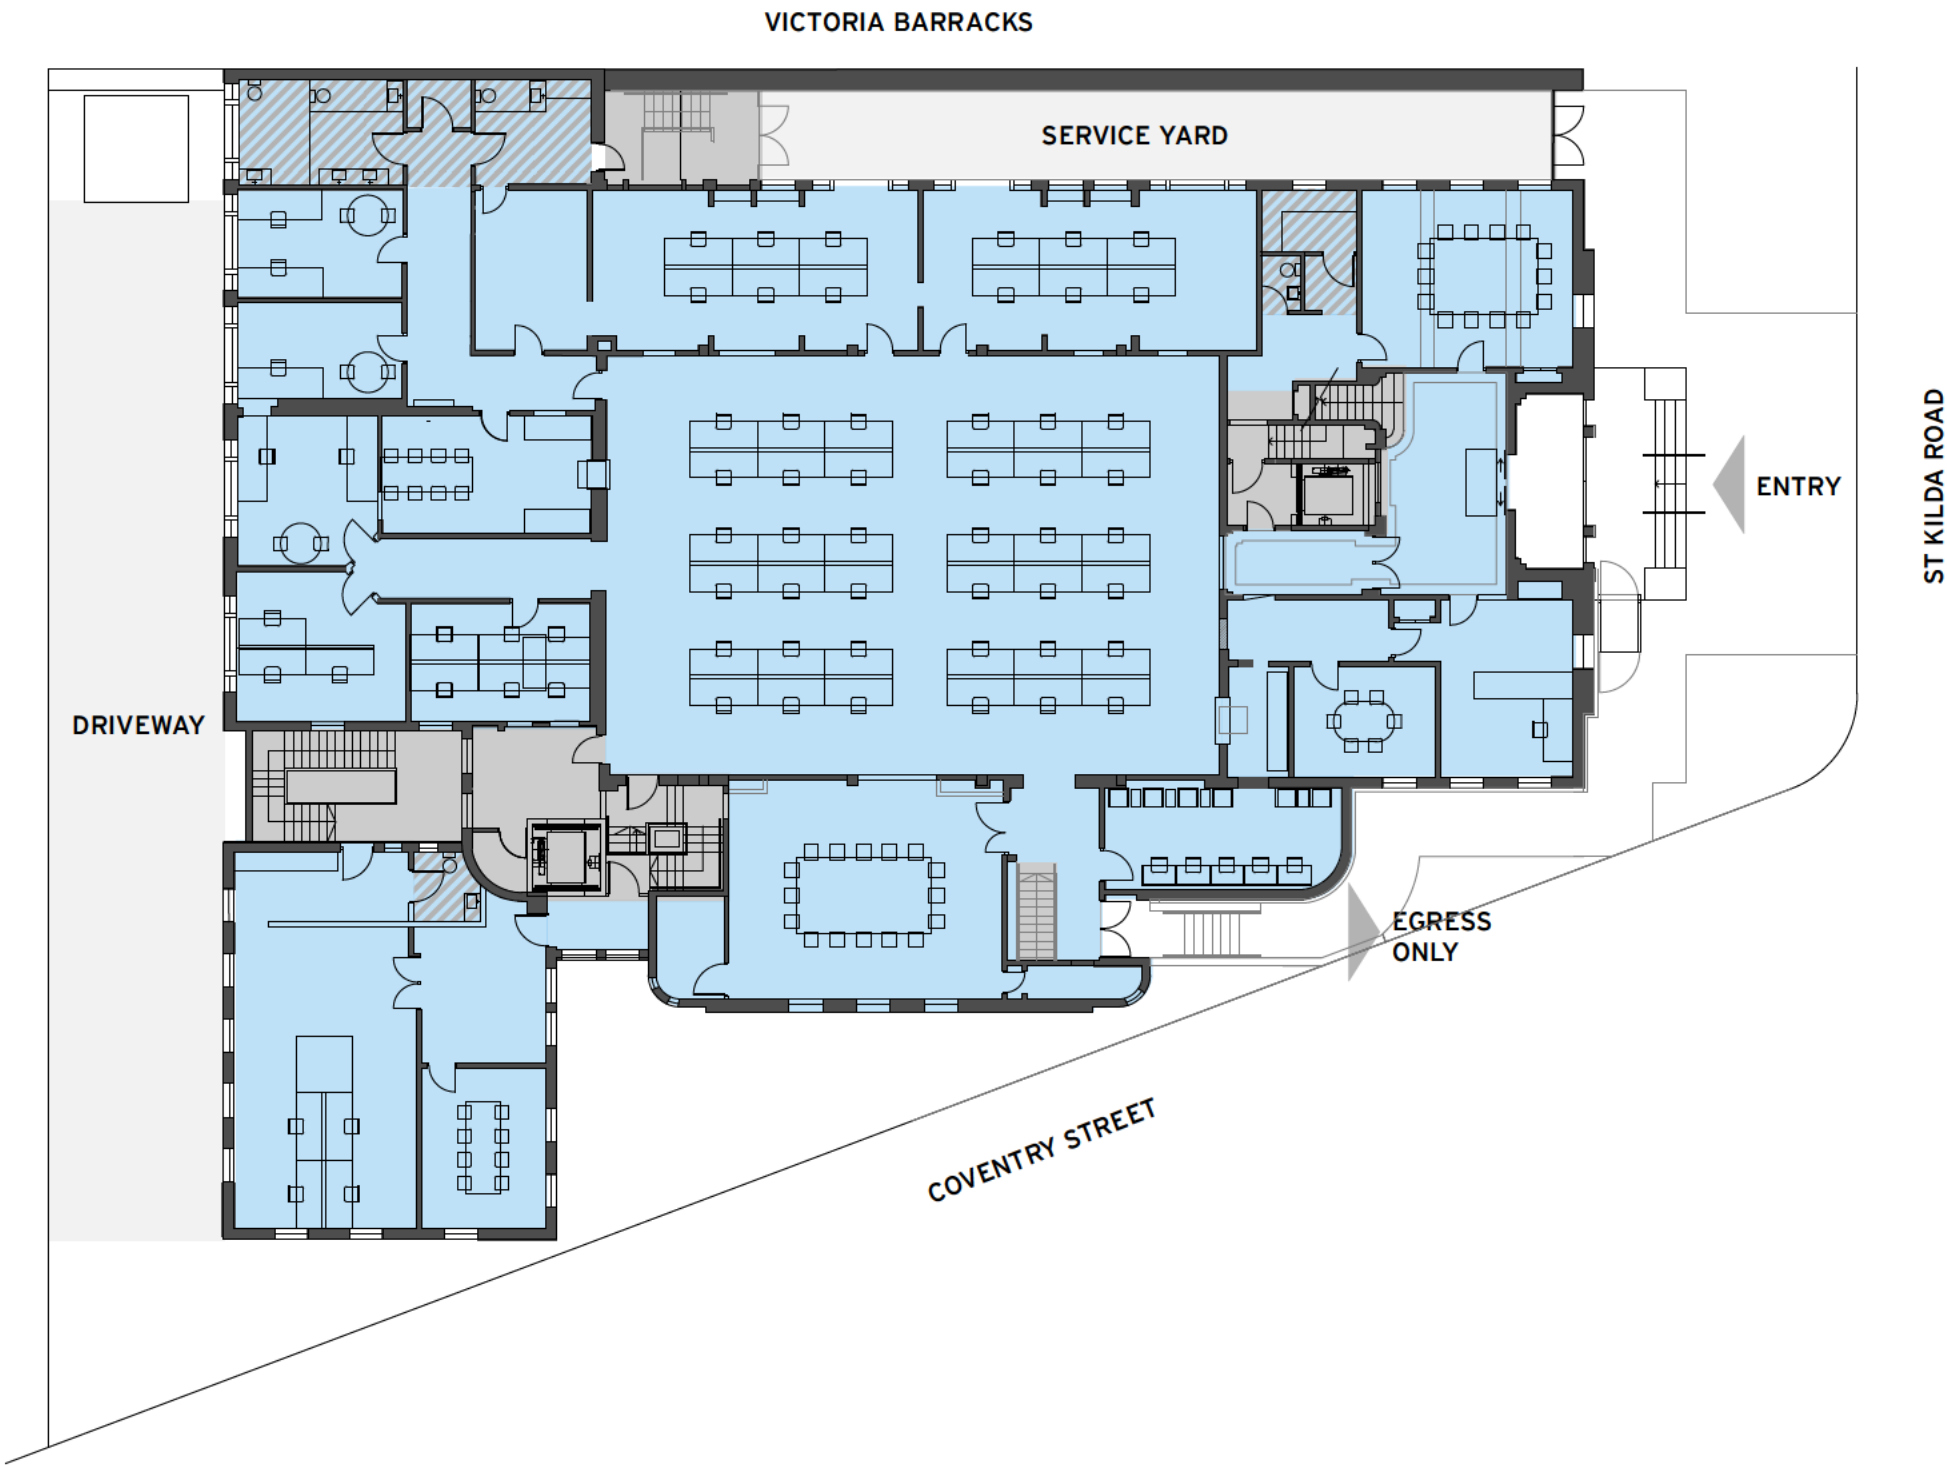 VICTORIA BARRACKS
SERVICE YARD
ST KILDA ROAD
ENTRY
DRIVEWAY
EGRESS
ONLY
COVENTRY STREET